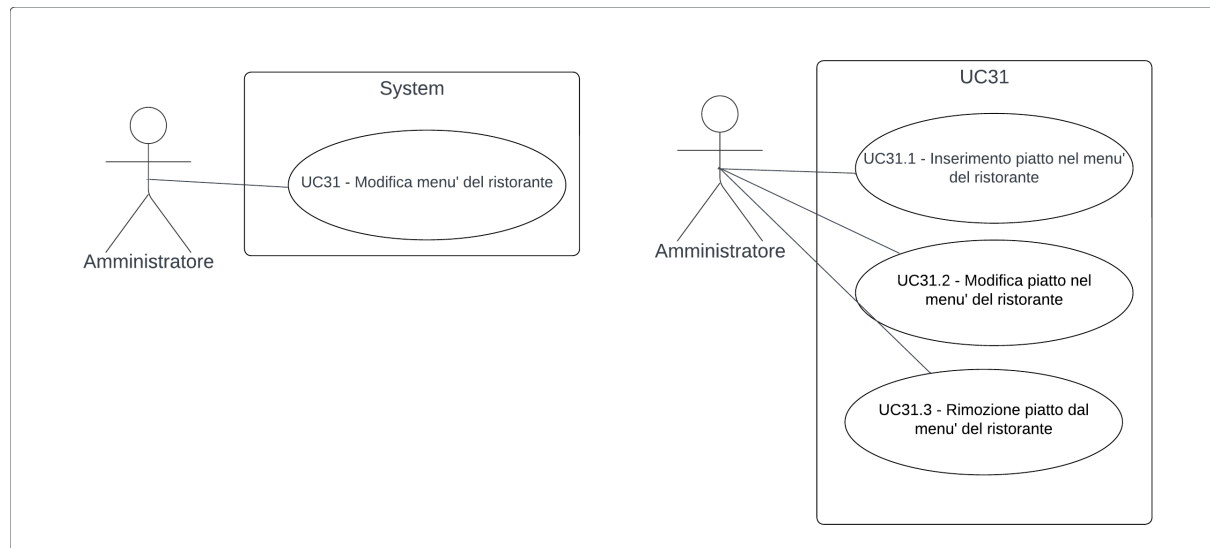 System
UC31 - Modifica menu' del ristorante
Amministratore
UC31
UC31.1 - Inserimento piatto nel menu'
del ristorante
UC31.2 - Modifica piatto nel
menu' del ristorante
UC31.3 - Rimozione piatto dal
menu' del ristorante
Amministratore